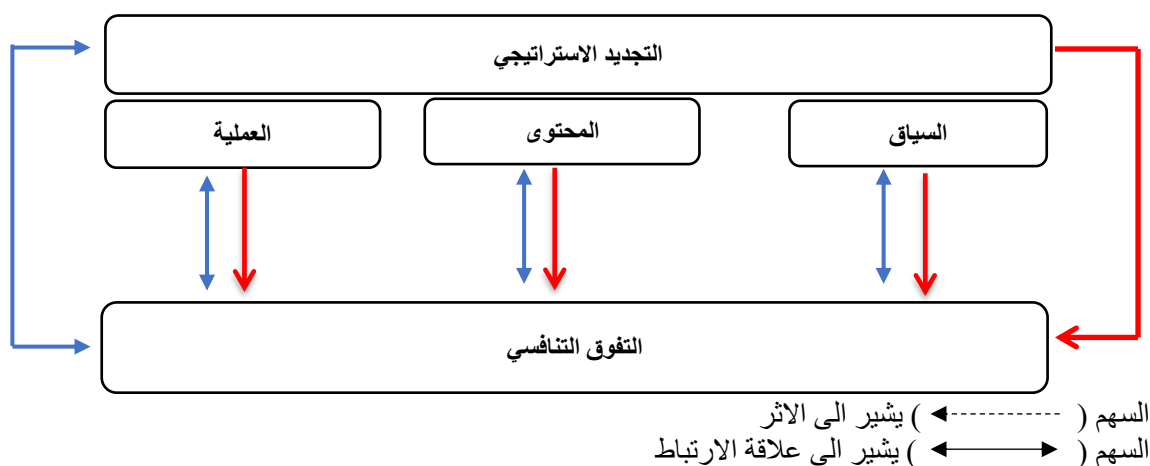 التجديد الاستراتيجي
السياق
المحتوى
العملية
التفوق التنافسي
السهم ( ) يشير الى الاثر
السهم ( ) يشير الى علاقة الارتباط